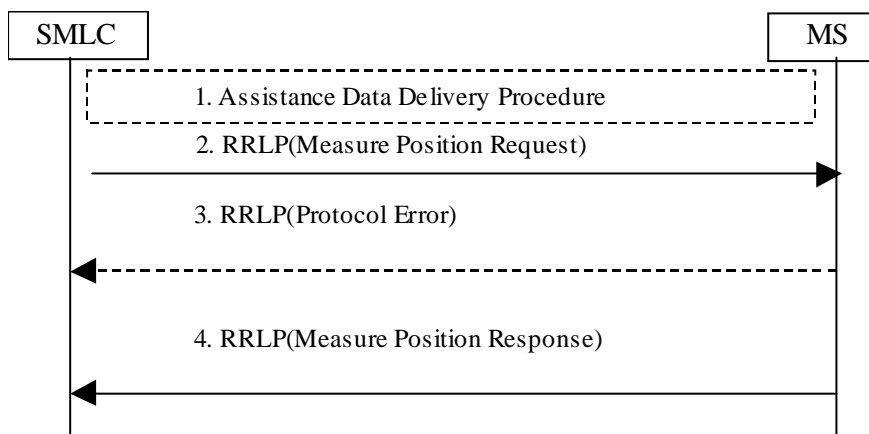 SMLC
MS
1. Assistance Data Delivery Procedure
2. RRLP(Measure Position Request)
3. RRLP(Protocol Error)
4. RRLP(Measure Position Response)